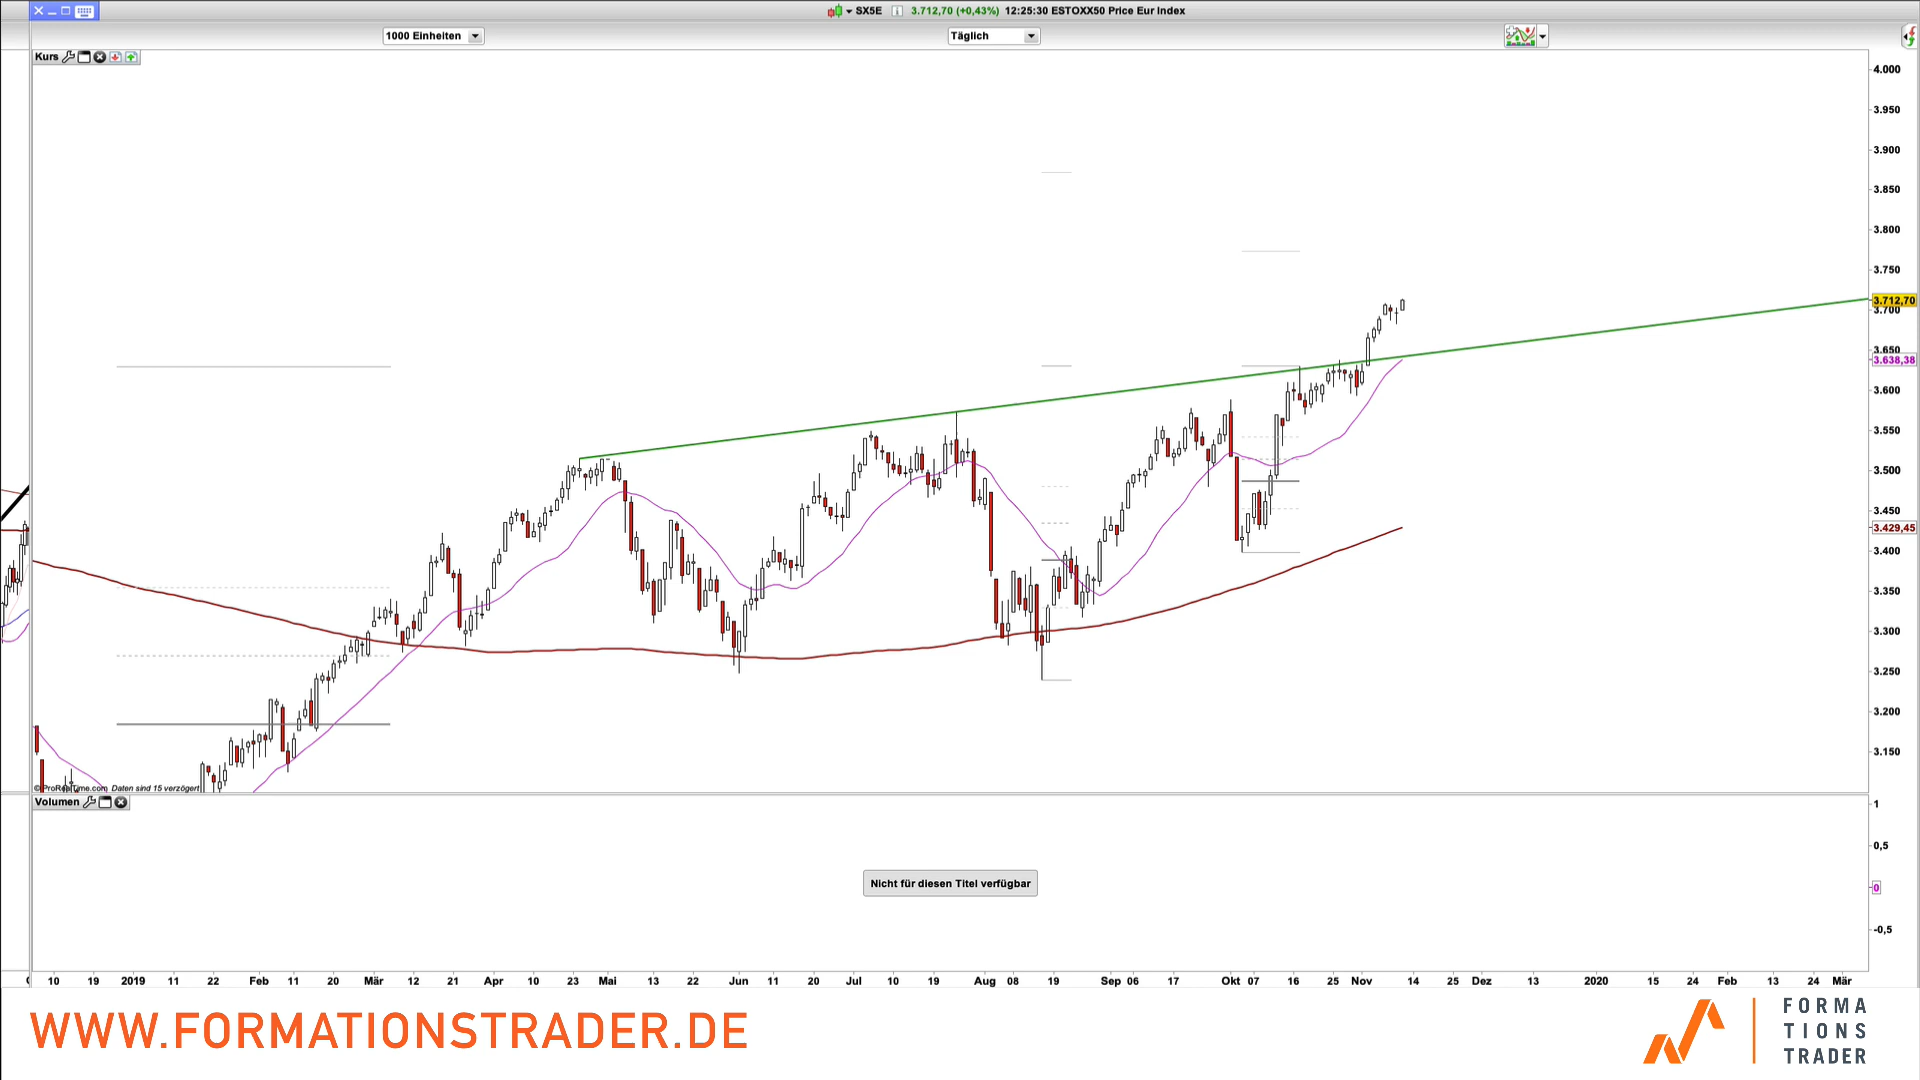 SX5E 3.712,70 (+0,43%) 12:25:30 ESTOXX50 Price Eur Index
1000 Einheiten
Täglich
Kurs
4.000
3.950
3.900
3.850
3.800
3.750
3.712,70
3.700
3.650
3.638,38
3.600
3.550
3.500
3.450
3.429,45
3.400
3.350
3.300
3.250
3.200
3.150
Daten sind 15 verzögert
Volumen
1
0,5
0
-0,5
Nicht für diesen Titel verfügbar
10 19 2019 11 22 Feb 11 20 Mär 12 21 Apr 10 23 Mai 13 22 Jun 11 20 Jul 10 19 Aug 08 19 Sep 06 17 Okt 07 16 25 Nov 14 25 Dez 13 2020 15 24 Feb 13 24 Mär
WWW.FORMATIONSTRADER.DE
FORMA
TIONS
TRADER